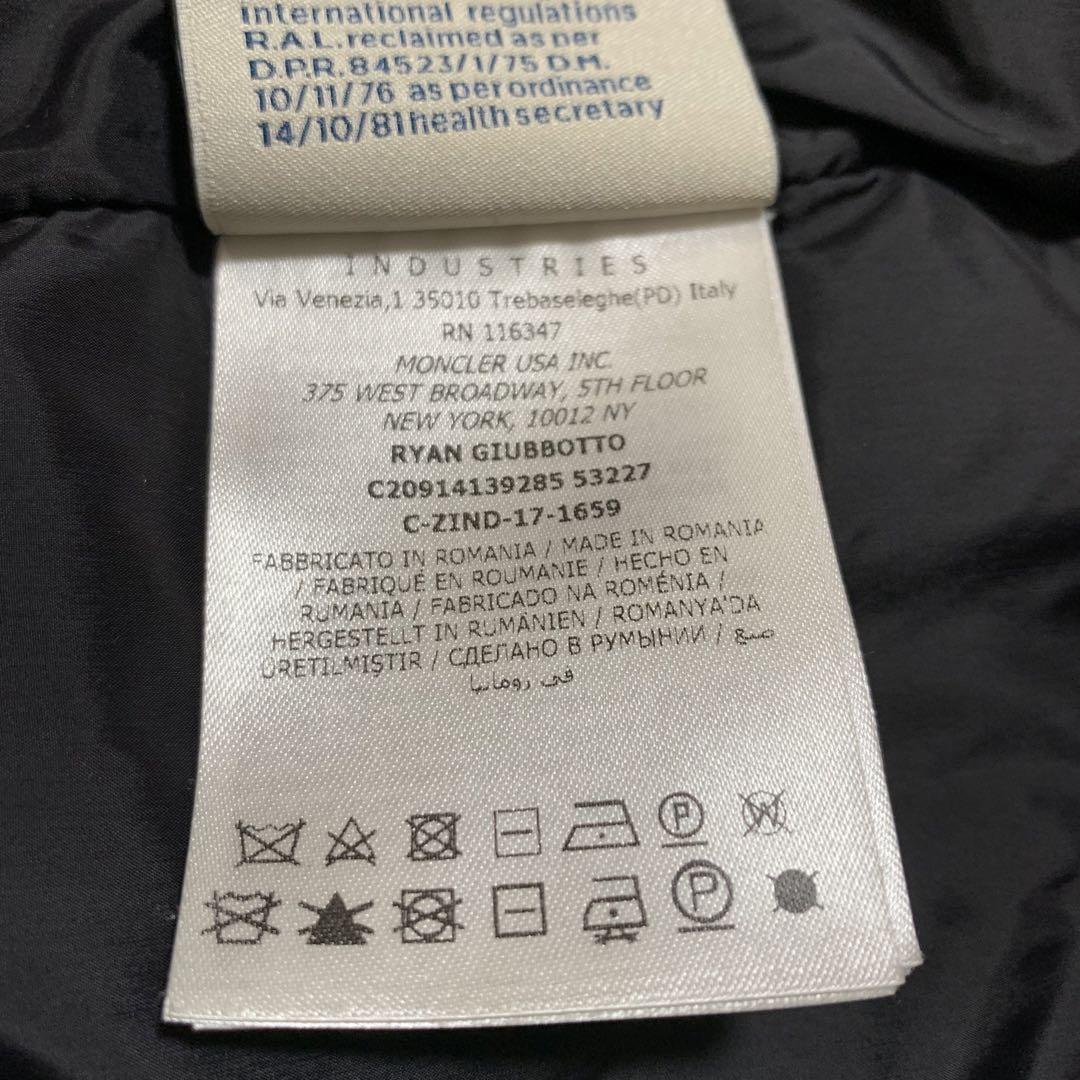 international regulations
R.A.L. reclaimed as per
D.P.R. 84523/1/75 D.M.
10/11/76 as per ordinance
14/10/81 health secretary
INDUSTRIES
Via Venezia,1 35010 Trebaseleghe(PD) Italy
RN 116347
MONCLER USA INC.
375 WEST BROADWAY, 5TH FLOOR
NEW YORK, 10012 NY
RYAN GIUBBOTTO
C20914139285 53227
C-ZIND-17-1659
FABBRICATO IN ROMANIA / MADE IN ROMANIA
/ FABRIQUÉ EN ROUMANIE / HECHO EN
RUMANIA / FABRICADO NA ROMÉNIA /
HERGESTELLT IN RUMÄNIEN / ROMANYA'DA
ÜRETILMIŞTIR / СДЕЛАНО В РУМЫНИИ / صنع
في رومانيا
P W
P